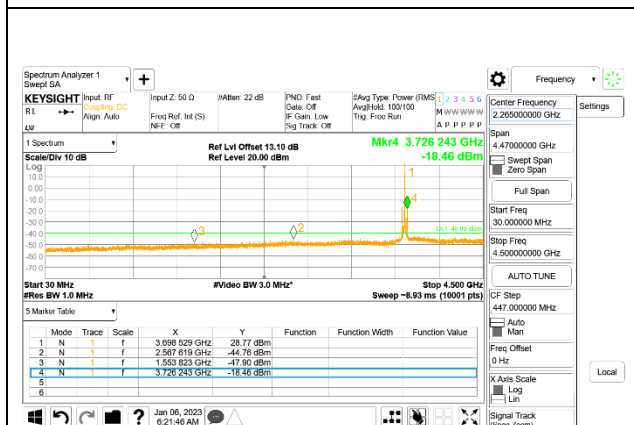 Spectrum Analyzer 1
Swept SA
+
Frequency
KEYSIGHT
Input: RF
Input Z: 50 Ω
#Atten: 22 dB
PNO: Fast
#Avg Type: Power (RMS
1 2 3 4 5 6
R L
Coupling: DC
Gate: Off
Avg|Hold: 100/100
M W W W W W
Align: Auto
Freq Ref: Int (S)
IF Gain: Low
Trig: Free Run
NFE: Off
Sig Track: Off
A P P P P P
Center Frequency
2.265000000 GHz
Settings
1 Spectrum
Ref Lvl Offset 13.10 dB
Mkr4 3.726 243 GHz
Scale/Div 10 dB
Ref Level 20.00 dBm
-18.46 dBm
Log
10.0
0.00
-10.0
-20.0
-30.0
-40.0
-50.0
-60.0
-70.0
1
4
3
2
Start 30 MHz
#Video BW 3.0 MHz*
Stop 4.500 GHz
#Res BW 1.0 MHz
Sweep ~8.93 ms (10001 pts)
Span
4.47000000 GHz
Swept Span
Zero Span
Full Span
Start Freq
30.000000 MHz
Stop Freq
4.500000000 GHz
AUTO TUNE
CF Step
447.000000 MHz
Auto
Man
Freq Offset
0 Hz
X Axis Scale
Log
Lin
Signal Track
(Span Zoom)
Local
5 Marker Table
Mode Trace Scale X Y Function Function Width Function Value
1 N 1 f 3.698 529 GHz 28.77 dBm
2 N 1 f 2.567 619 GHz -44.76 dBm
3 N 1 f 1.553 823 GHz -47.90 dBm
4 N 1 f 3.726 243 GHz -18.46 dBm
5
6
? Jan 06, 2023
6:21:46 AM